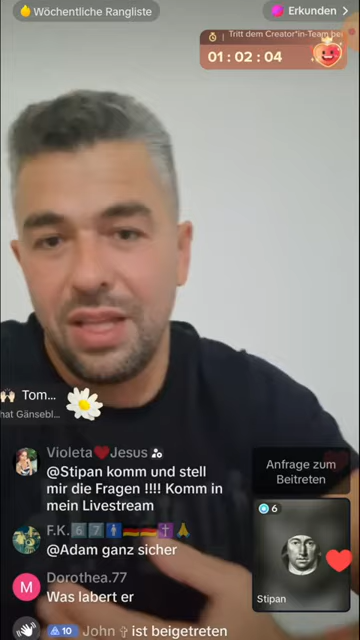 Wöchentliche Rangliste
Erkunden >
Tritt dem Creator*in-Team bei
01 : 02 : 04
Tom...
hat Gänsebl...
Violeta❤️Jesus
@Stipan komm und stell
mir die Fragen !!!! Komm in
mein Livestream
F.K.6️⃣7️⃣🚹🇩🇪🇩🇪✝️🙏
@Adam ganz sicher
M
Dorothea.77
Was labert er
10 John ✞ ist beigetreten
Anfrage zum
Beitreten
6
Stipan